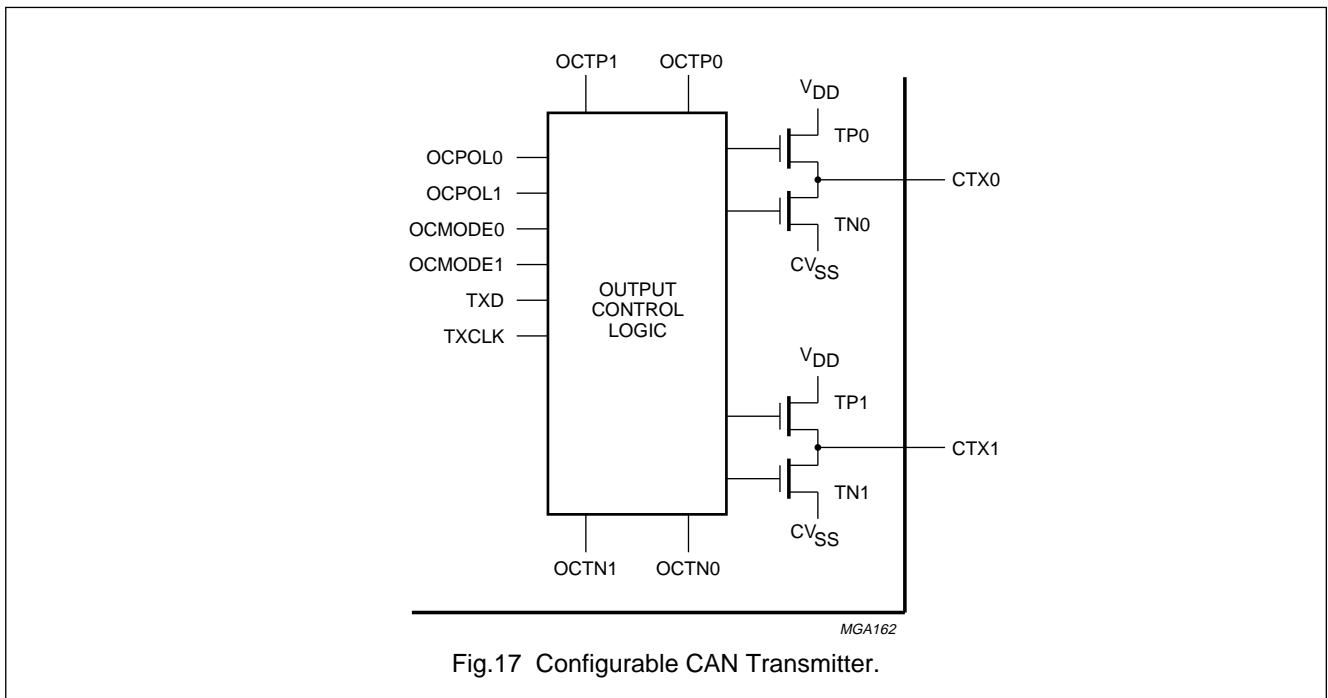 OCTP1 OCTP0
VDD
TP0
OCPOL0
CTX0
OCPOL1
TN0
OCMODE0
CVSS
OCMODE1
OUTPUT
CONTROL
LOGIC
TXD
TXCLK
VDD
TP1
CTX1
TN1
CVSS
OCTN1 OCTN0
MGA162
Fig.17 Configurable CAN Transmitter.